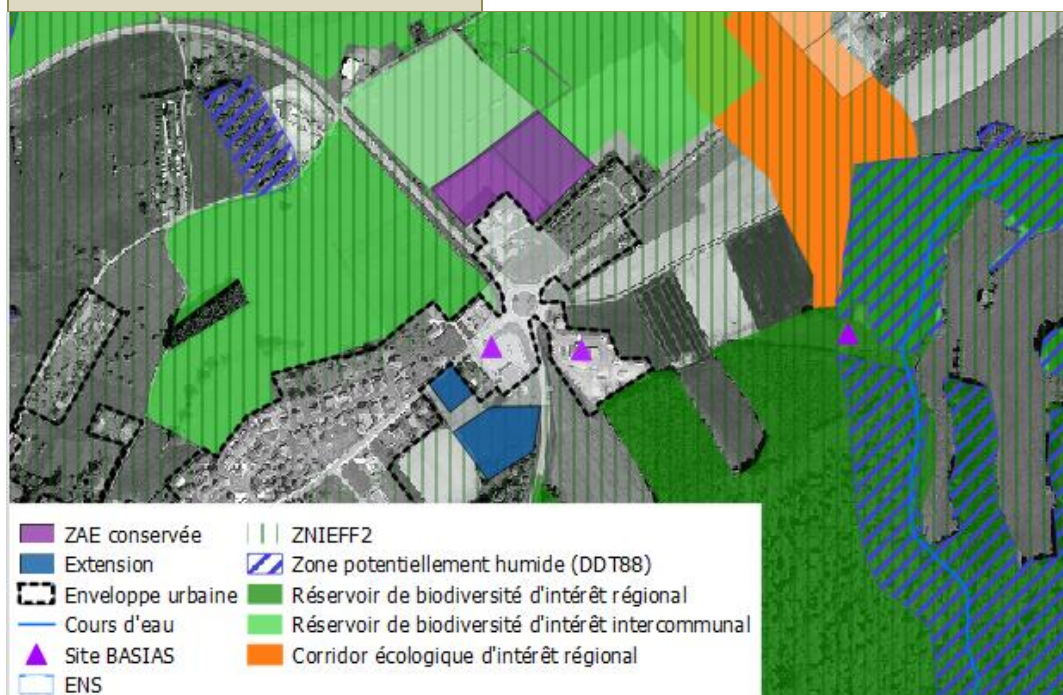 ZAE conservée
Extension
Enveloppe urbaine
Cours d'eau
Site BASIAS
ENS
ZNIEFF2
Zone potentiellement humide (DDT88)
Réservoir de biodiversité d'intérêt régional
Réservoir de biodiversité d'intérêt intercommunal
Corridor écologique d'intérêt régional